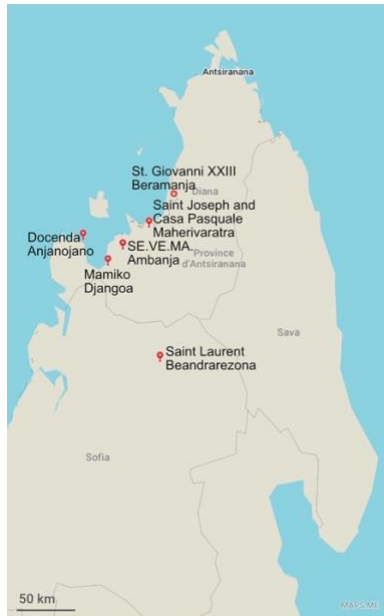 Antsiranana
St. Giovanni XXIII
Beramanja
Diana
Saint Joseph and
Casa Pasquale
Maherivaratra
Docenda
Anjanojano
SE.VE.MA.
Ambanja
Province
d'Antsiranana
Mamiko
Djangoa
Sava
Saint Laurent
Beandrarezona
Sofia
50 km
MAPS.ME